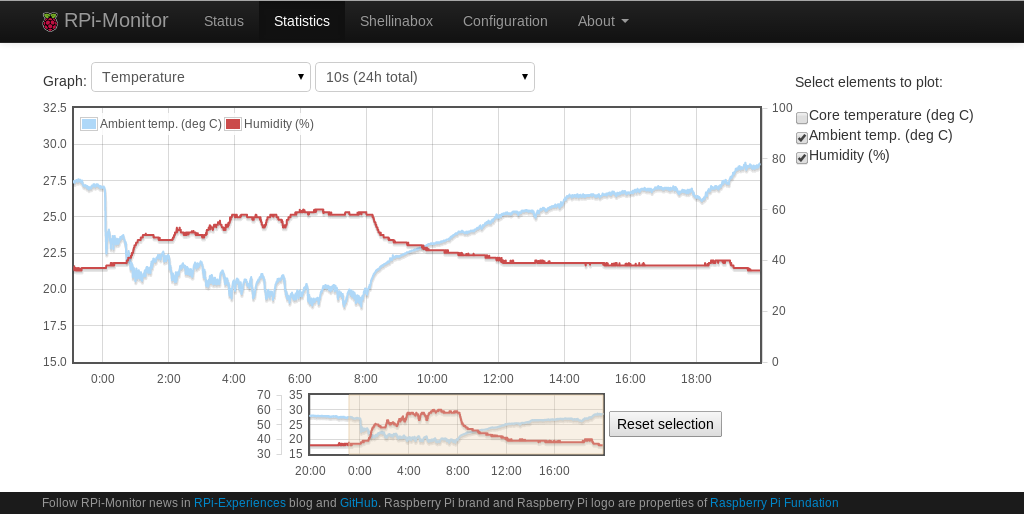 RPi-Monitor Status Statistics Shellinabox Configuration About
Graph: Temperature 10s (24h total) Select elements to plot:
Core temperature (deg C)
Ambient temp. (deg C)
Humidity (%)
Ambient temp. (deg C) Humidity (%)
32.5
30.0
27.5
25.0
22.5
20.0
17.5
15.0
100
80
60
40
20
0
0:00 2:00 4:00 6:00 8:00 10:00 12:00 14:00 16:00 18:00
70 35
60 30
50 25
40 20
30 15
20:00 0:00 4:00 8:00 12:00 16:00
Reset selection
Follow RPi-Monitor news in RPi-Experiences blog and GitHub. Raspberry Pi brand and Raspberry Pi logo are properties of Raspberry Pi Fundation